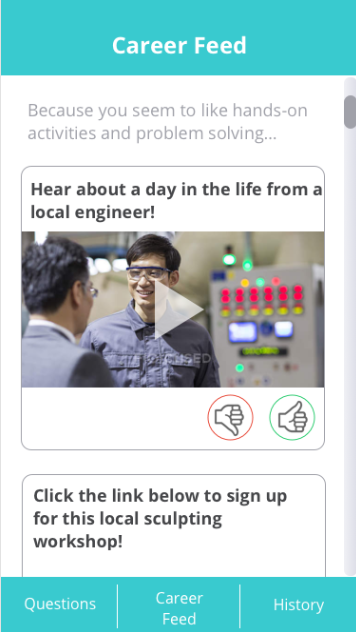 Career Feed
Because you seem to like hands-on
activities and problem solving...
Hear about a day in the life from a
local engineer!
Click the link below to sign up
for this local sculpting
workshop!
Questions
Career
Feed
History